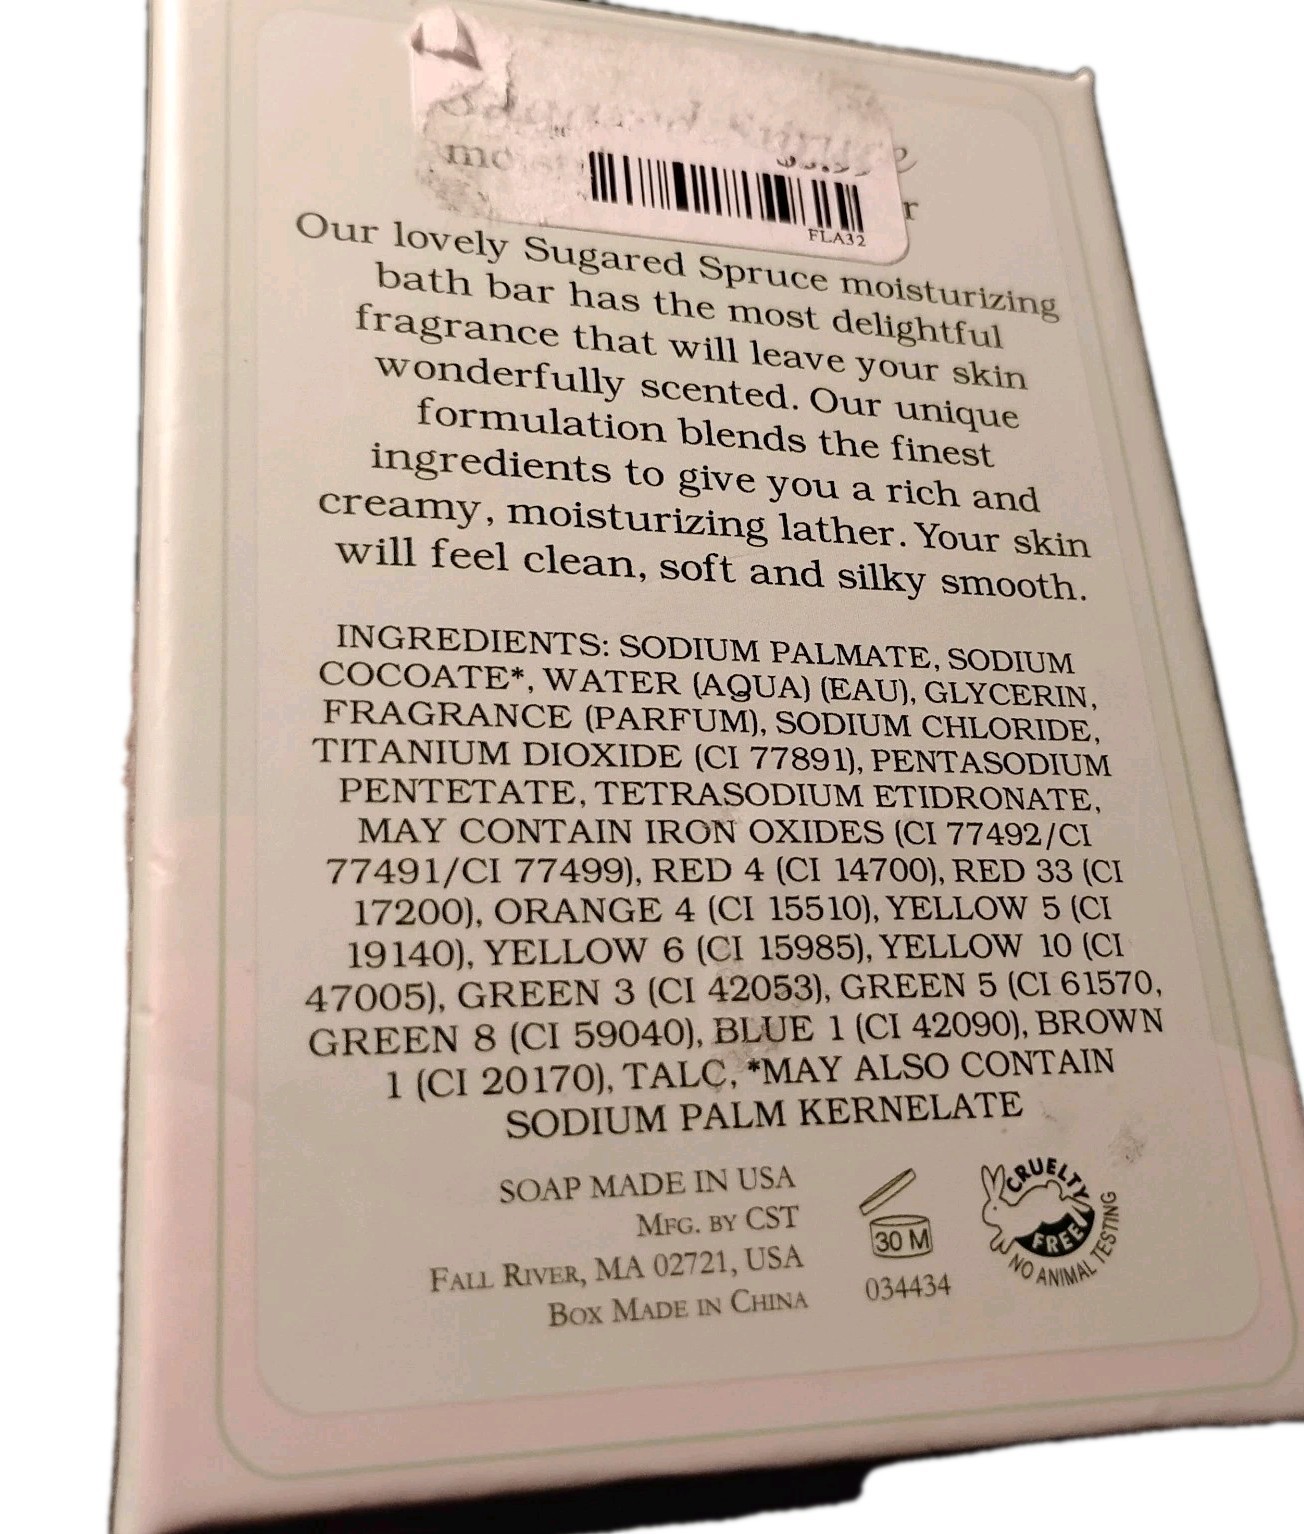 Sugared Spruce
FLA32
Our lovely Sugared Spruce moisturizing
bath bar has the most delightful
fragrance that will leave your skin
wonderfully scented. Our unique
formulation blends the finest
ingredients to give you a rich and
creamy, moisturizing lather. Your skin
will feel clean, soft and silky smooth.
INGREDIENTS: SODIUM PALMATE, SODIUM
COCOATE*, WATER (AQUA) (EAU), GLYCERIN,
FRAGRANCE (PARFUM), SODIUM CHLORIDE,
TITANIUM DIOXIDE (CI 77891), PENTASODIUM
PENTETATE, TETRASODIUM ETIDRONATE,
MAY CONTAIN IRON OXIDES (CI 77492/CI
77491/CI 77499), RED 4 (CI 14700), RED 33 (CI
17200), ORANGE 4 (CI 15510), YELLOW 5 (CI
19140), YELLOW 6 (CI 15985), YELLOW 10 (CI
47005), GREEN 3 (CI 42053), GREEN 5 (CI 61570,
GREEN 8 (CI 59040), BLUE 1 (CI 42090), BROWN
1 (CI 20170), TALC, *MAY ALSO CONTAIN
SODIUM PALM KERNELATE
SOAP MADE IN USA
MFG. BY CST
FALL RIVER, MA 02721, USA
BOX MADE IN CHINA
30 M
034434
CRUELTY
FREE
NO ANIMAL TESTING